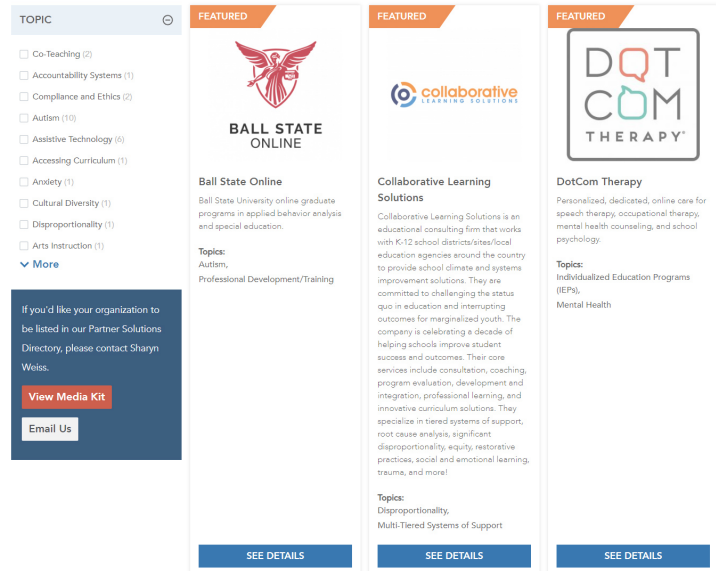 TOPIC
Co-Teaching (2)
Accountability Systems (1)
Compliance and Ethics (2)
Autism (10)
Assistive Technology (6)
Accessing Curriculum (1)
Anxiety (1)
Cultural Diversity (1)
Disproportionality (1)
Arts Instruction (1)
More
If you'd like your organization to
be listed in our Partner Solutions
Directory, please contact Sharyn
Weiss.
View Media Kit
Email Us
FEATURED
BALL STATE
ONLINE
Ball State Online
Ball State University online graduate
programs in applied behavior analysis
and special education.
Topics:
Autism,
Professional Development/Training
SEE DETAILS
FEATURED
collaborative
LEARNING SOLUTIONS
Collaborative Learning
Solutions
Collaborative Learning Solutions is an
educational consulting firm that works
with K-12 school districts/sites/local
education agencies around the country
to provide school climate and systems
improvement solutions. They are
committed to challenging the status
quo in education and interrupting
outcomes for marginalized youth. The
company is celebrating a decade of
helping schools improve student
success and outcomes. Their core
services include consultation, coaching,
program evaluation, development and
integration, professional learning, and
innovative curriculum solutions. They
specialize in tiered systems of support,
root cause analysis, significant
disproportionality, equity, restorative
practices, social and emotional learning,
trauma, and more!
Topics:
Disproportionality,
Multi-Tiered Systems of Support
SEE DETAILS
FEATURED
DOT
COM
THERAPY
DotCom Therapy
Personalized, dedicated, online care for
speech therapy, occupational therapy,
mental health counseling, and school
psychology.
Topics:
Individualized Education Programs
(IEPs),
Mental Health
SEE DETAILS